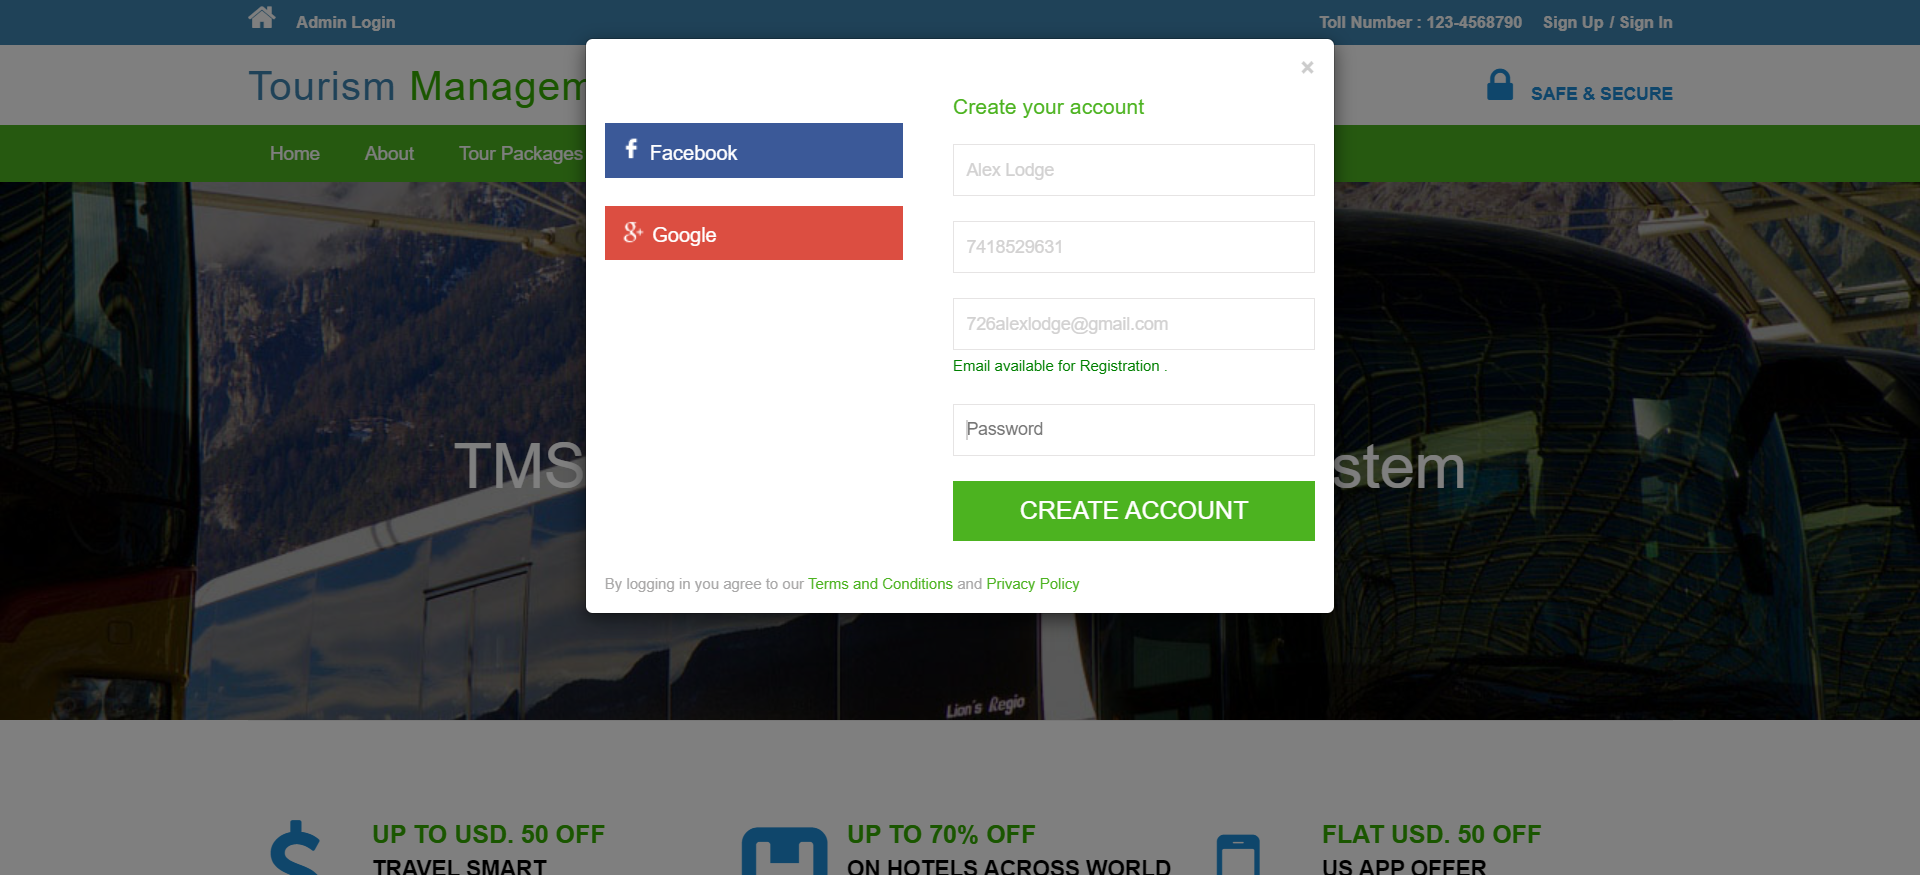 Admin Login
Toll Number : 123-4568790 Sign Up / Sign In
Tourism Managem
SAFE & SECURE
Home About Tour Packages
×
Create your account
Facebook
Google
Alex Lodge
7418529631
726alexlodge@gmail.com
Email available for Registration .
Password
CREATE ACCOUNT
By logging in you agree to our Terms and Conditions and Privacy Policy
TMS
stem
Lion's Regio
UP TO USD. 50 OFF
TRAVEL SMART
UP TO 70% OFF
ON HOTELS ACROSS WORLD
FLAT USD. 50 OFF
US APP OFFER